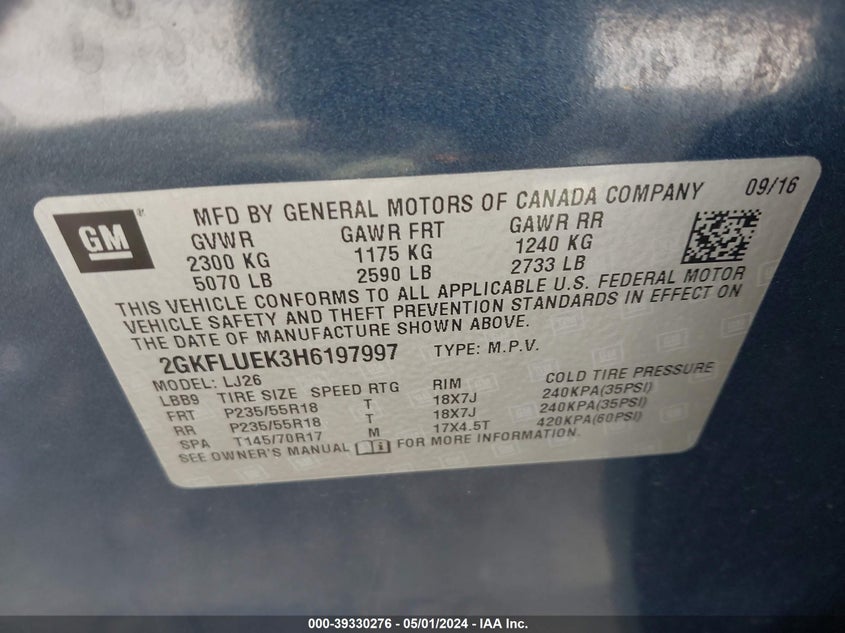 GM
MFD BY GENERAL MOTORS OF CANADA COMPANY 09/16
GVWR GAWR FRT GAWR RR
2300 KG 1175 KG 1240 KG
5070 LB 2590 LB 2733 LB
THIS VEHICLE CONFORMS TO ALL APPLICABLE U.S. FEDERAL MOTOR
VEHICLE SAFETY AND THEFT PREVENTION STANDARDS IN EFFECT ON
THE DATE OF MANUFACTURE SHOWN ABOVE.
2GKFLUEK3H6197997 TYPE: M.P.V.
MODEL: LJ26
LBB9 TIRE SIZE SPEED RTG RIM COLD TIRE PRESSURE
FRT P235/55R18 T 18X7J 240KPA(35PSI)
RR P235/55R18 T 18X7J 240KPA(35PSI)
SPA T145/70R17 M 17X4.5T 420KPA(60PSI)
SEE OWNER'S MANUAL FOR MORE INFORMATION.
000-39330276 - 05/01/2024 - IAA Inc.